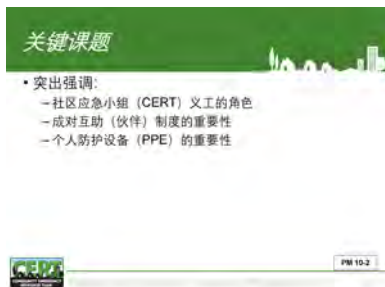 关键课题
▪ 突出强调:
–社区应急小组（CERT）义工的角色
–成对互助（伙伴）制度的重要性
–个人防护设备（PPE）的重要性
CERT
PM 10-2